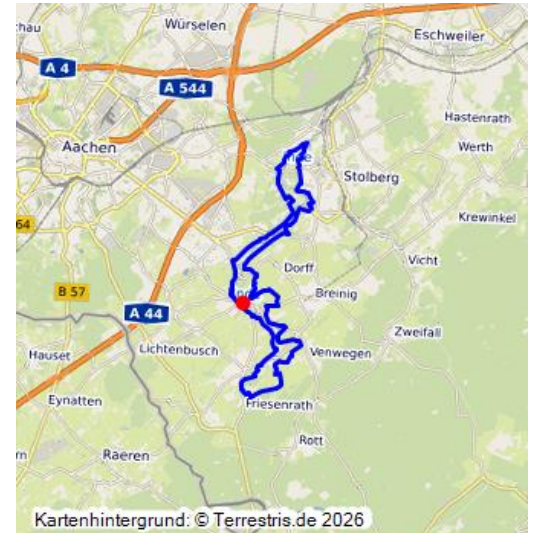 Würselen
Eschweiler
A 4
A 544
Aachen
Hastenrath
Werth
Stolberg
Krewinkel
64
Vicht
Dorff
B 57
Breinig
A 44
Zweifall
Lichtenbusch
Hauset
Venwegen
Eynatten
Friesenrath
Rott
Raeren
Kartenhintergrund: © Terrestris.de 2026